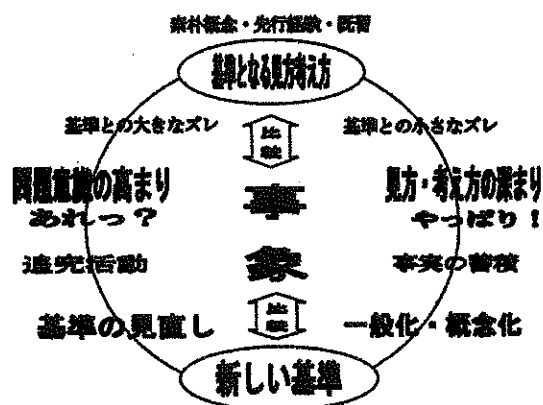 素朴概念・先行経験・既習
基準となる見方考え方
基準との大きなズレ
比較
基準との小さなズレ
問題意識の高まり
あれっ？
事象
見方・考え方の深まり
やっぱり！
追究活動
事実の蓄積
基準の見直し
比較
一般化・概念化
新しい基準